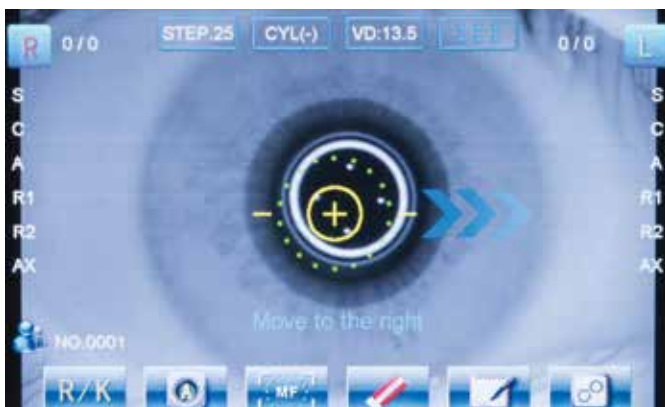 R 0/0 STEP.25 CYL(-) VD:13.5 0/0 L
S S
C C
A A
R1 R1
R2 R2
AX AX
Move to the right
NO.0001
R/K A MF